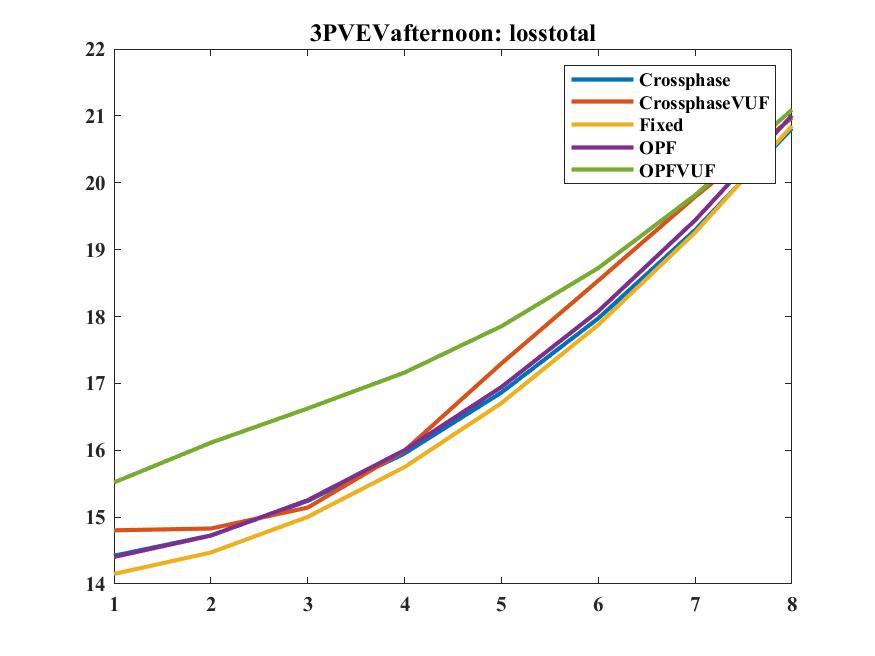 3PVEVafternoon: losstotal
22
21
20
19
18
17
16
15
14
Crossphase
CrossphaseVUF
Fixed
OPF
OPFVUF
1 2 3 4 5 6 7 8